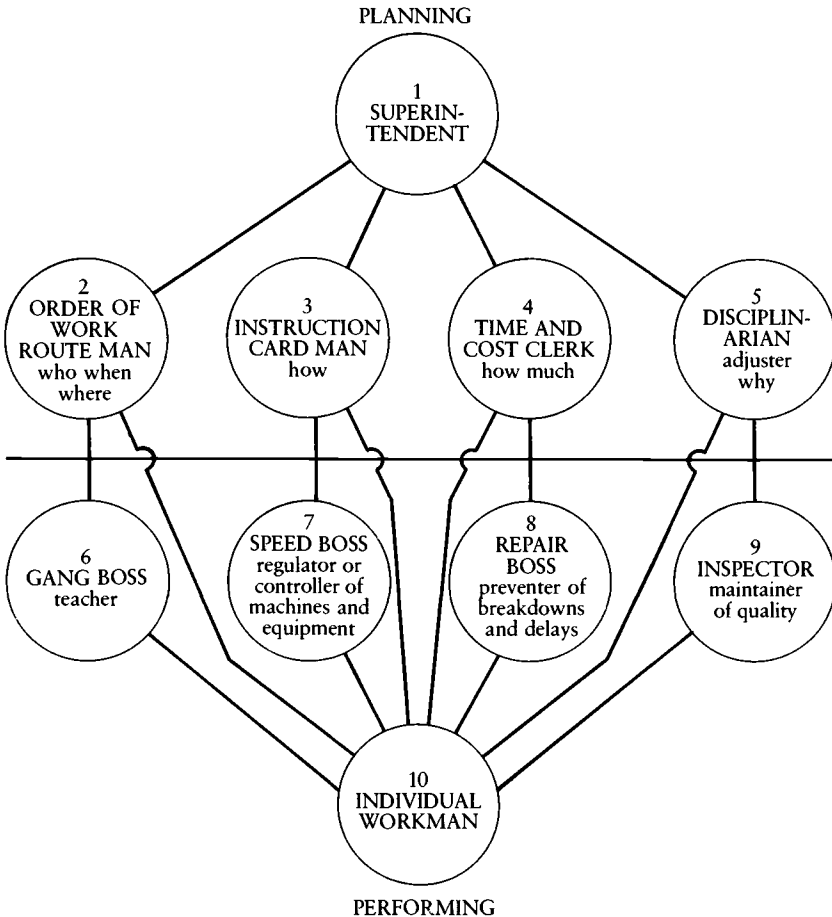 PLANNING
1
SUPERIN-
TENDENT
2
ORDER OF
WORK
ROUTE MAN
who when
where
3
INSTRUCTION
CARD MAN
how
4
TIME AND
COST CLERK
how much
5
DISCIPLIN-
ARIAN
adjuster
why
6
GANG BOSS
teacher
7
SPEED BOSS
regulator or
controller of
machines and
equipment
8
REPAIR
BOSS
preventer of
breakdowns
and delays
9
INSPECTOR
maintainer
of quality
10
INDIVIDUAL
WORKMAN
PERFORMING